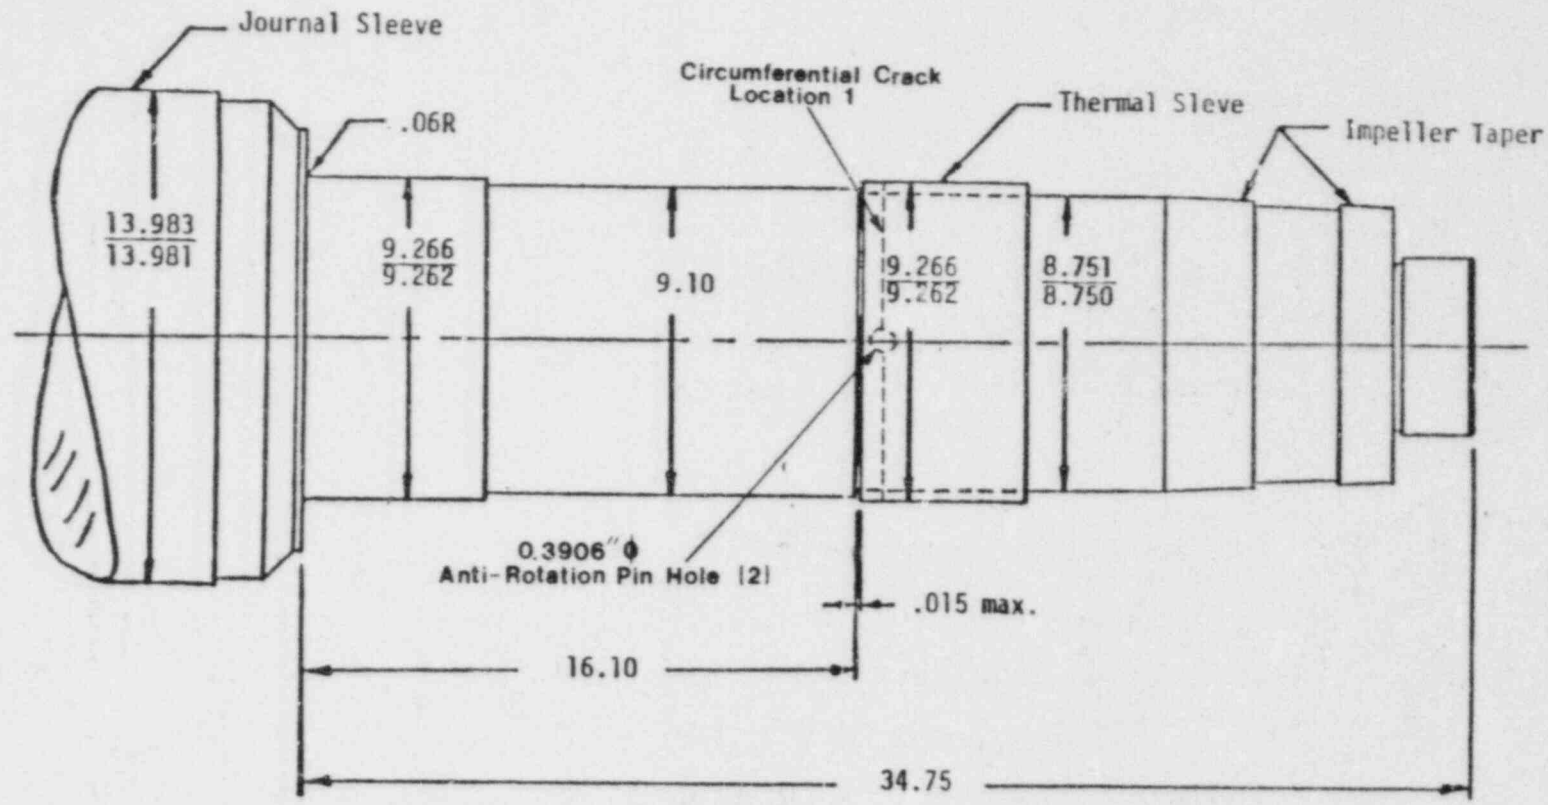 Journal Sleeve
Circumferential Crack
Location 1
Thermal Sleve
.06R
Impeller Taper
13.983
13.981
9.266
9.262
9.10
9.266
9.262
8.751
8.750
0.3906"ϕ
Anti-Rotation Pin Hole (2)
.015 max.
16.10
34.75